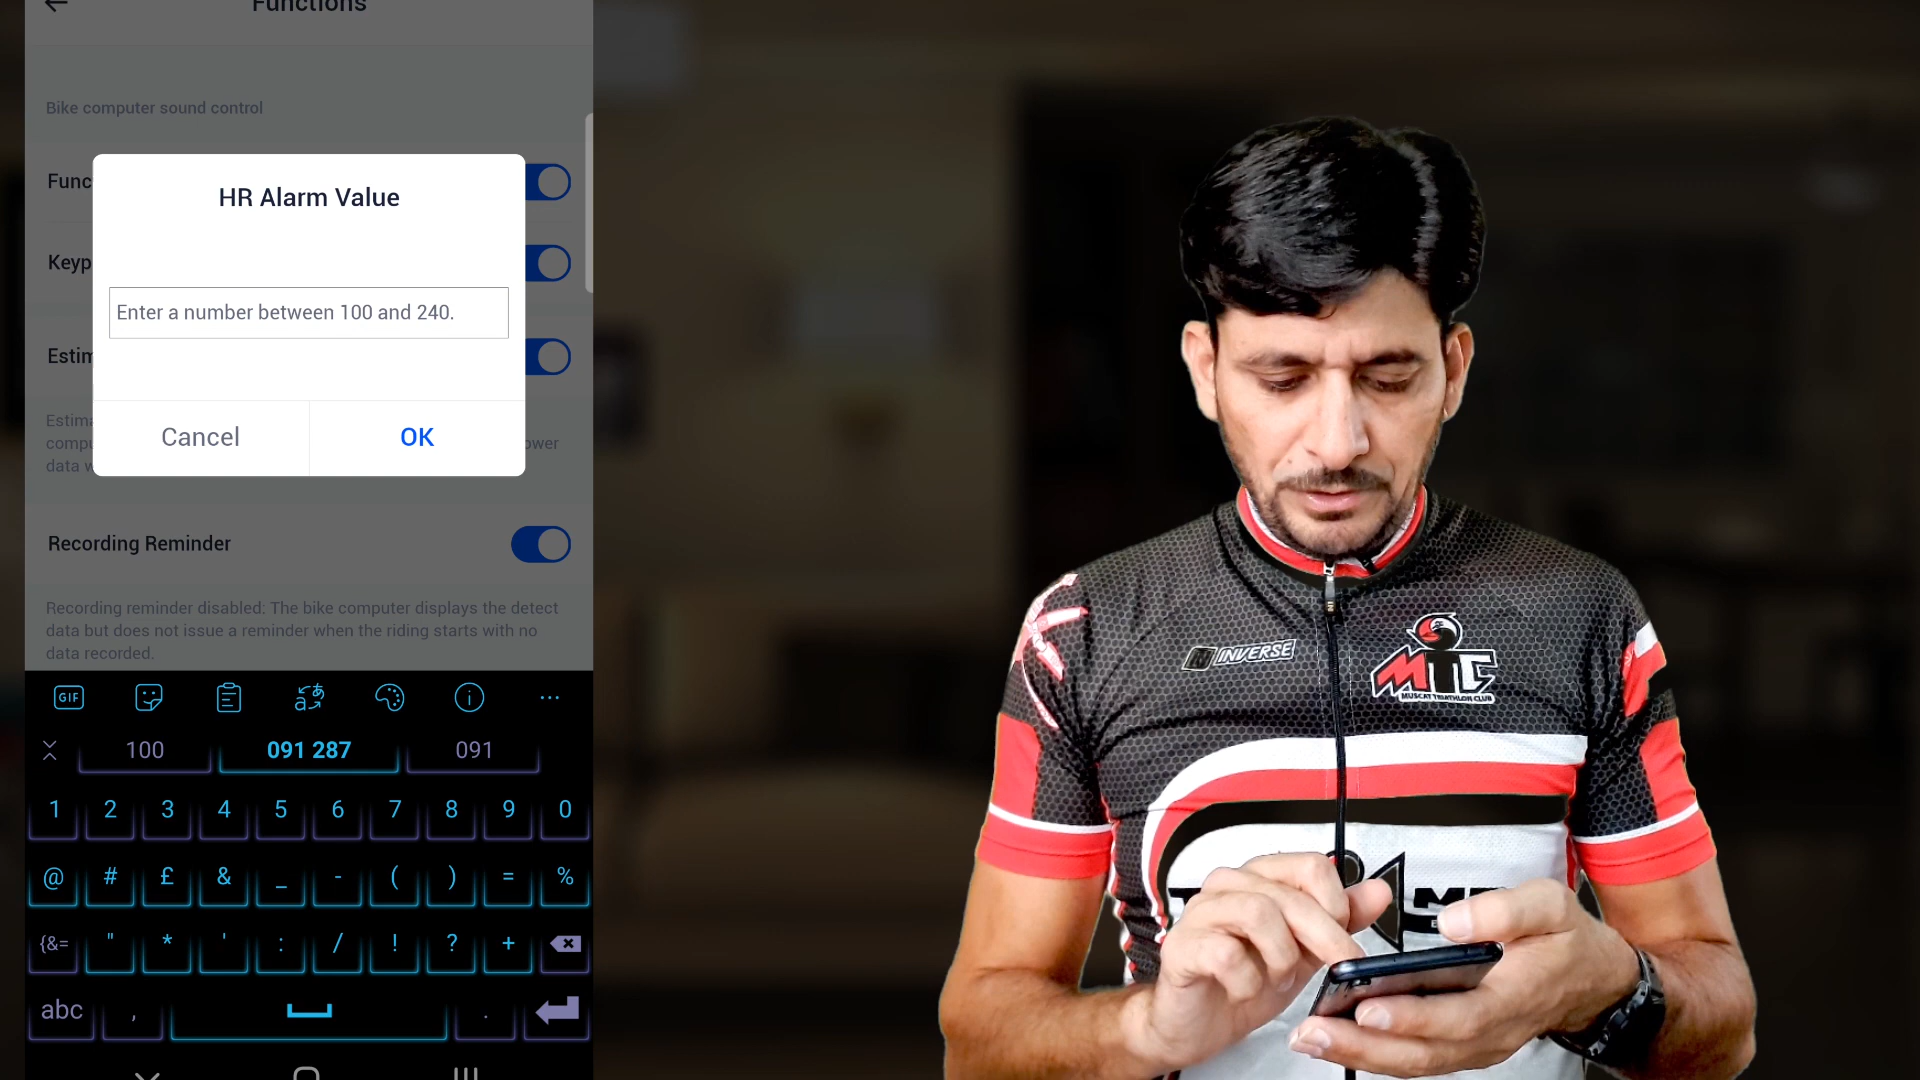 Functions
Bike computer sound control
Func
HR Alarm Value
Keyp
Enter a number between 100 and 240.
Estim
Estima
compu
ower
data w
Cancel
OK
Recording Reminder
Recording reminder disabled: The bike computer displays the detect
data but does not issue a reminder when the riding starts with no
data recorded.
GIF
100
091 287
091
1 2 3 4 5 6 7 8 9 0
@ # £ & _ - ( ) = %
{&= " * ' : / ! ? +
abc , .
INVERSE
MTC
MUSCAT TRIATHLON CLUB